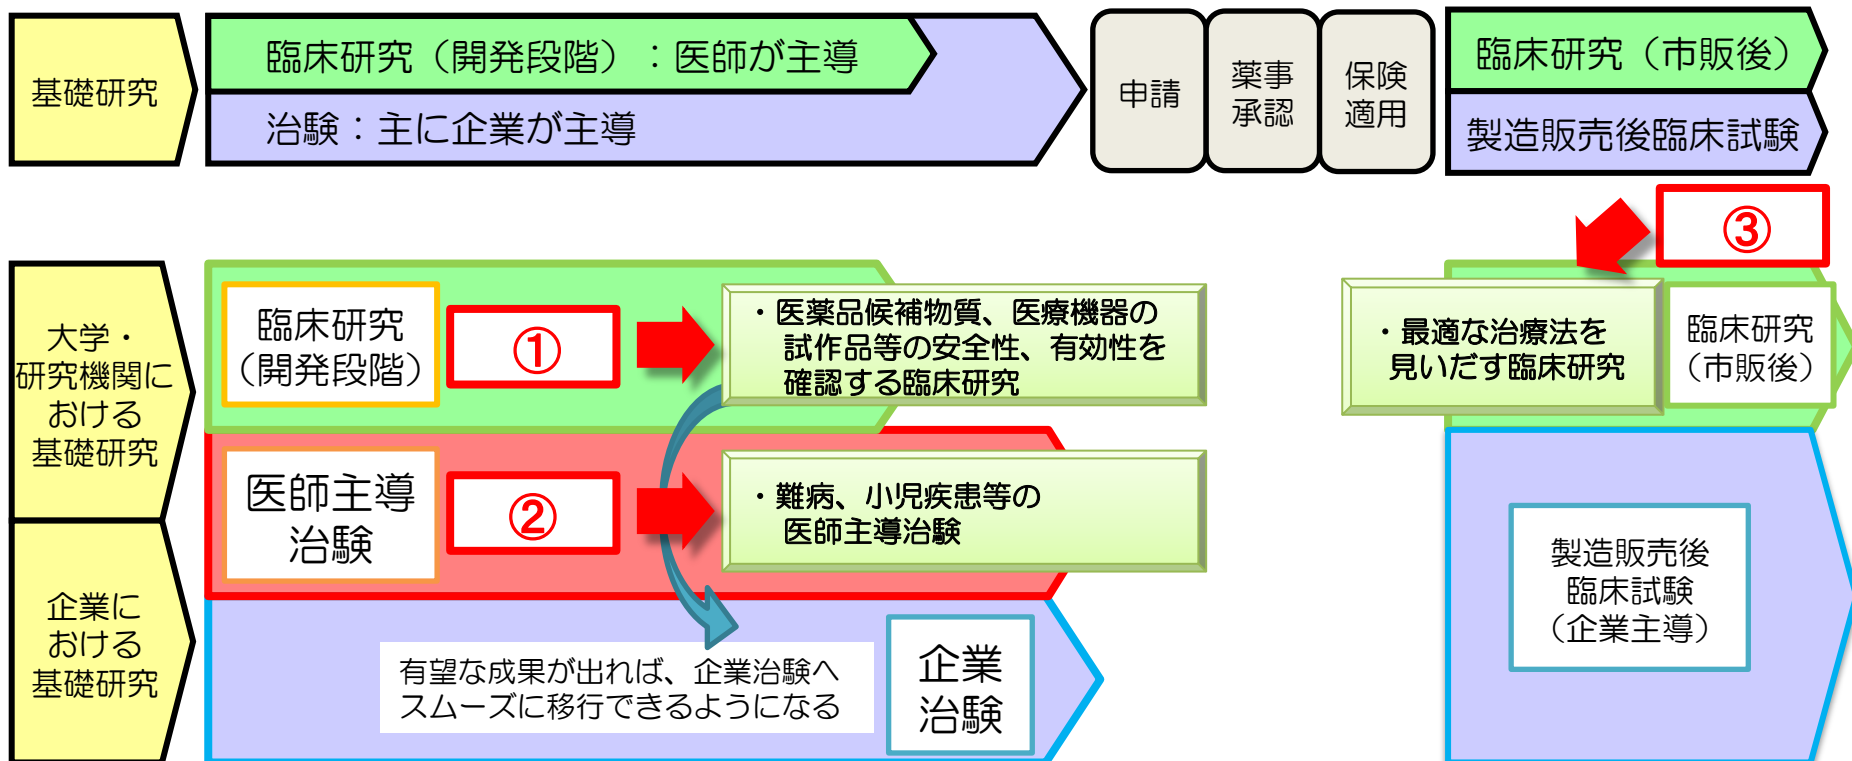 基礎研究
臨床研究（開発段階）：医師が主導
治験：主に企業が主導
申請
薬事
承認
保険
適用
臨床研究（市販後）
製造販売後臨床試験
③
大学・
研究機関に
おける
基礎研究
臨床研究
（開発段階）
①
・医薬品候補物質、医療機器の
試作品等の安全性、有効性を
確認する臨床研究
・最適な治療法を
見いだす臨床研究
臨床研究
（市販後）
医師主導
治験
②
・難病、小児疾患等の
医師主導治験
企業に
おける
基礎研究
有望な成果が出れば、企業治験へ
スムーズに移行できるようになる
企業
治験
製造販売後
臨床試験
（企業主導）